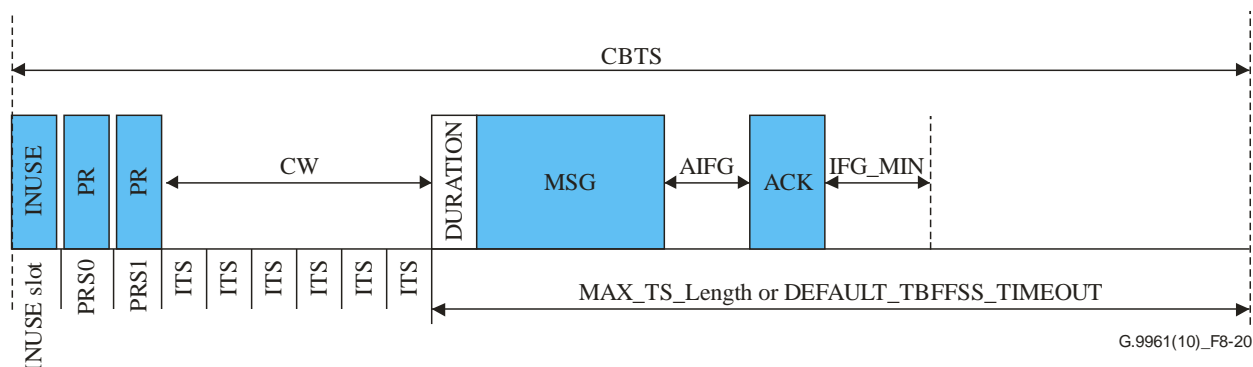 CBTS
INUSE
PR
PR
CW
DURATION
MSG
AIFG
ACK
IFG_MIN
INUSE slot
PRS0
PRS1
ITS
ITS
ITS
ITS
ITS
ITS
MAX_TS_Length or DEFAULT_TBFFSS_TIMEOUT
G.9961(10)_F8-20